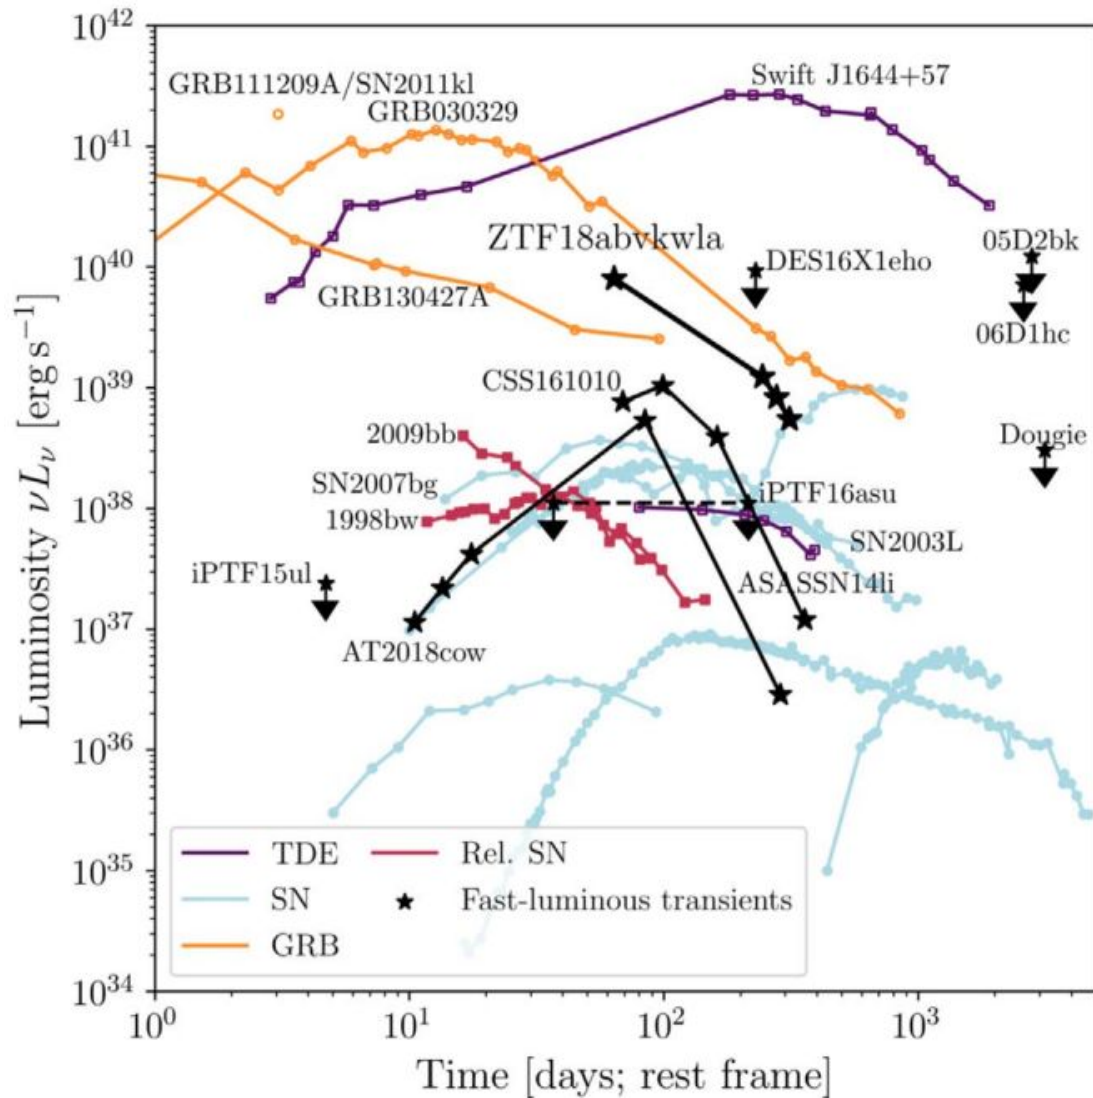 10^42
10^41
10^40
10^39
10^38
10^37
10^36
10^35
10^34
Luminosity νL_ν [erg s^−1]
GRB111209A/SN2011kl
GRB030329
Swift J1644+57
ZTF18abvkwla
DES16X1eho
05D2bk
GRB130427A
06D1hc
CSS161010
2009bb
Dougie
SN2007bg
iPTF16asu
1998bw
SN2003L
iPTF15ul
ASASSN14li
AT2018cow
TDE
SN
GRB
Rel. SN
Fast-luminous transients
10^0
10^1
10^2
10^3
Time [days; rest frame]